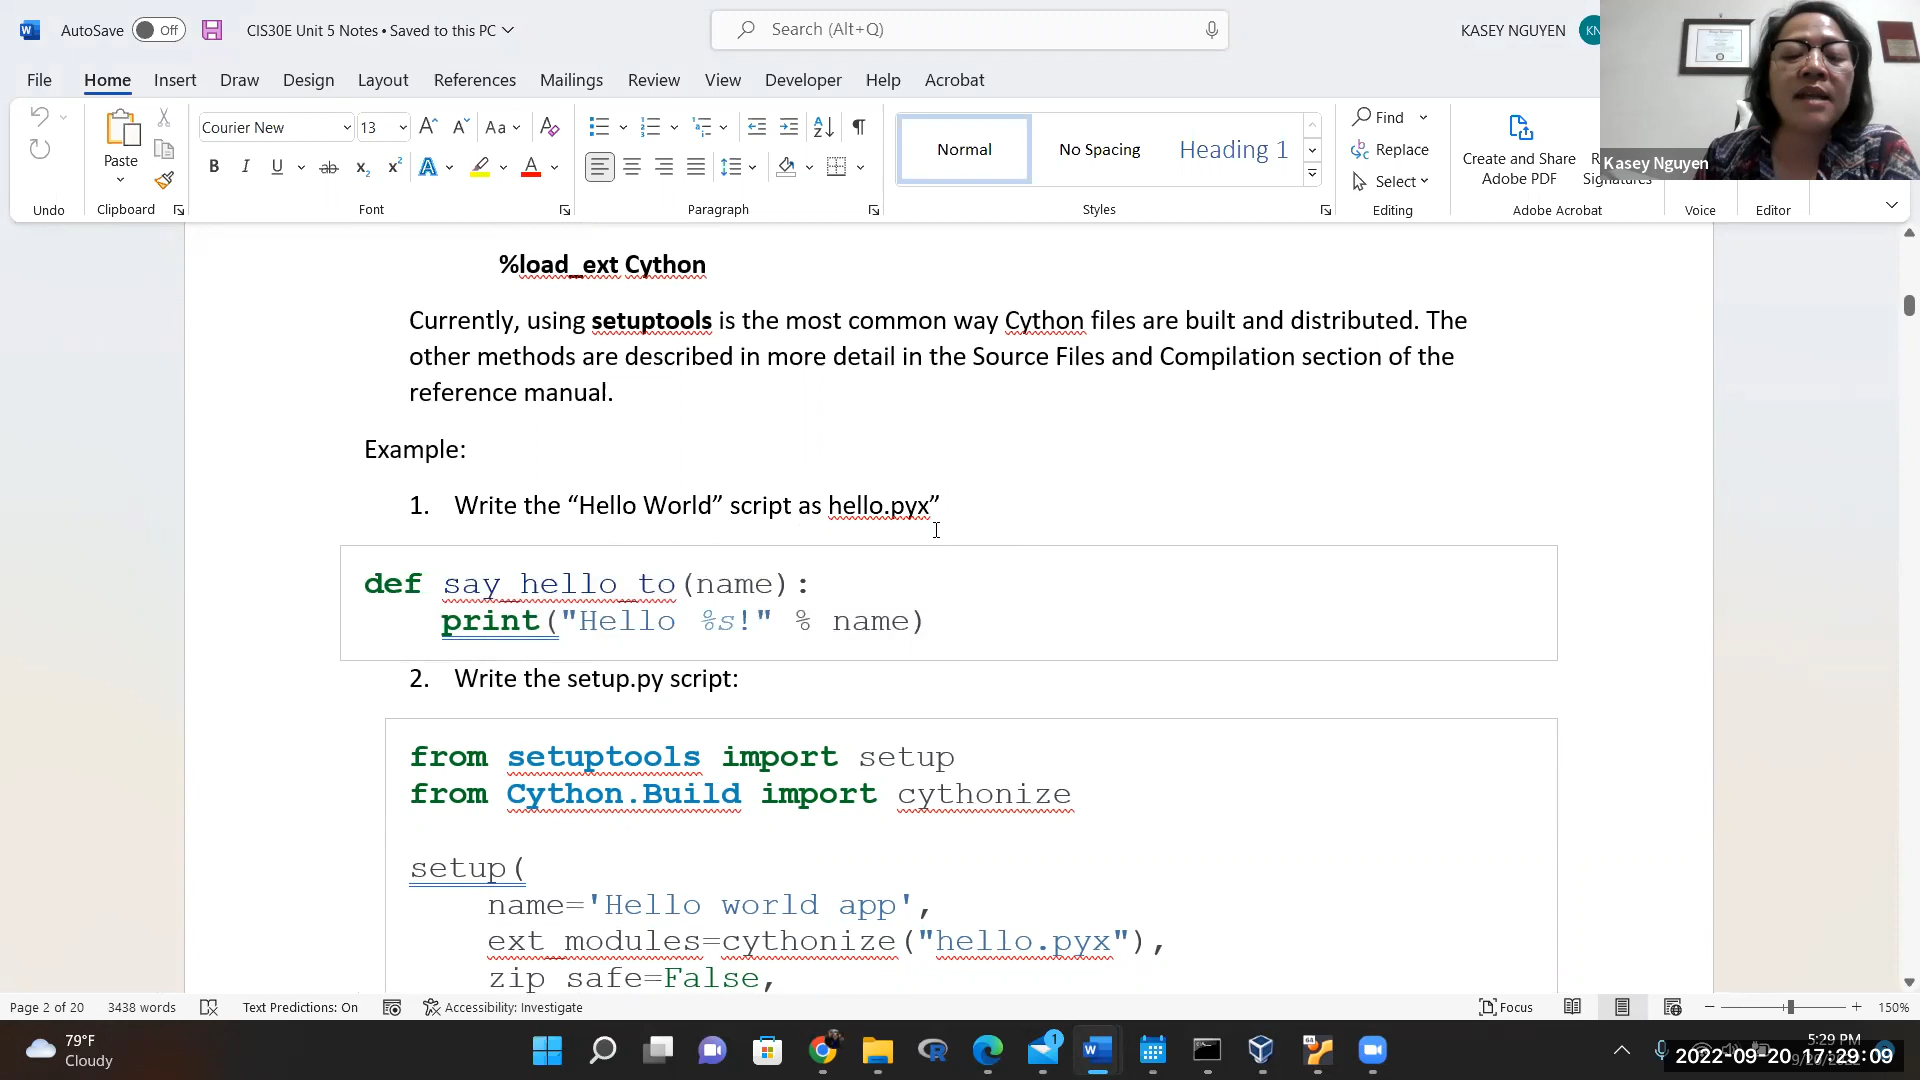 AutoSave Off CIS30E Unit 5 Notes • Saved to this PC Search (Alt+Q) KASEY NGUYEN KN
File Home Insert Draw Design Layout References Mailings Review View Developer Help Acrobat
Courier New 13 Aa
Find
Paste
Normal No Spacing Heading 1
Replace
Create and Share
Adobe PDF
Select
Kasey Nguyen
Undo Clipboard Font Paragraph Styles Editing Adobe Acrobat Voice Editor
%load_ext Cython
Currently, using setuptools is the most common way Cython files are built and distributed. The
other methods are described in more detail in the Source Files and Compilation section of the
reference manual.
Example:
1. Write the “Hello World” script as hello.pyx”
def say_hello_to(name):
print("Hello %s!" % name)
2. Write the setup.py script:
from setuptools import setup
from Cython.Build import cythonize
setup(
name='Hello world app',
ext_modules=cythonize("hello.pyx"),
zip_safe=False,
Page 2 of 20 3438 words Text Predictions: On Accessibility: Investigate Focus 150%
79°F
Cloudy
1
64
5:29 PM
2022-09-20 17:29:09